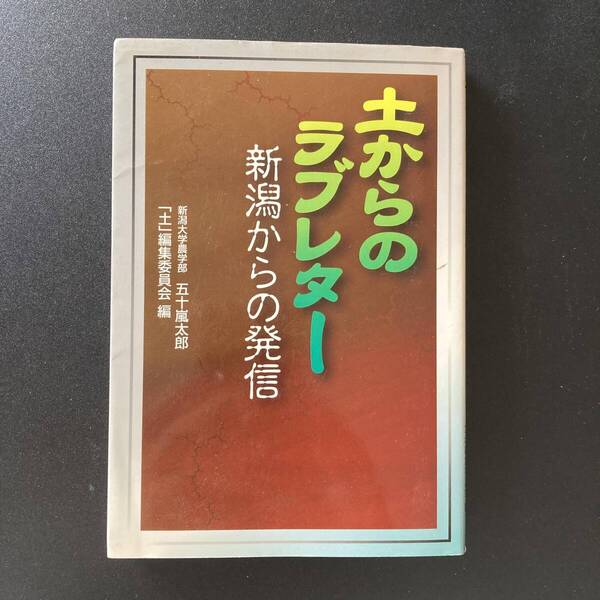 土からの
ラブレター
新潟からの発信
新潟大学農学部 五十嵐太郎
「土」編集委員会 編